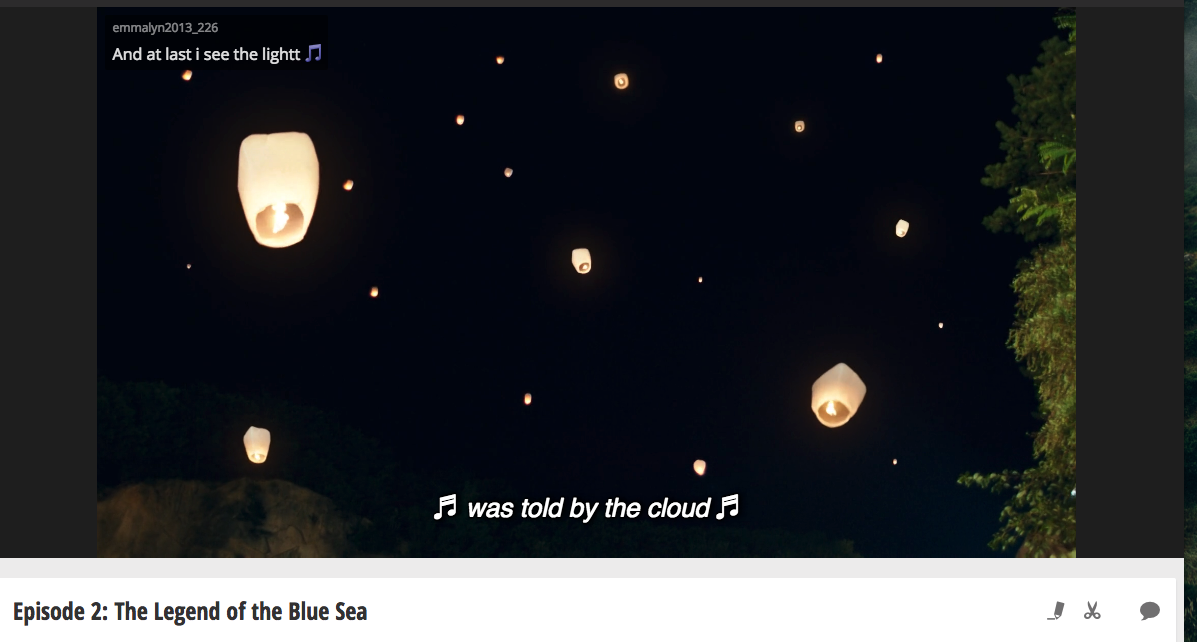 emmalyn2013_226
And at last i see the lightt 🎵
🎵 was told by the cloud 🎵
Episode 2: The Legend of the Blue Sea